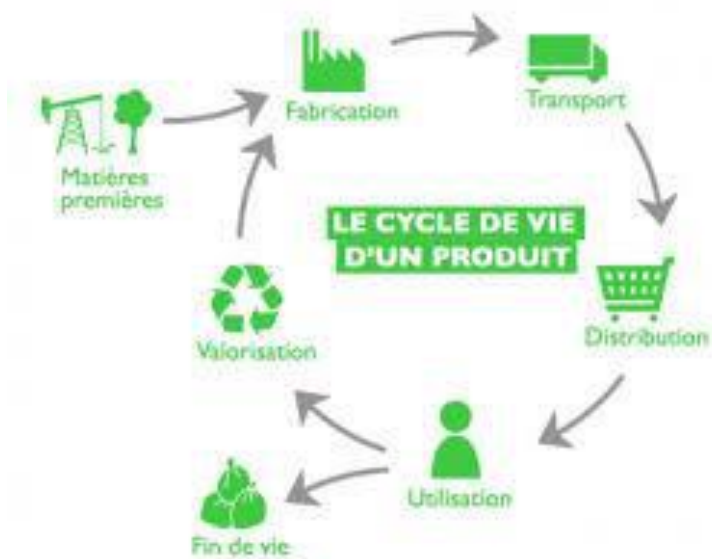 Fabrication
Transport
Matières
premières
LE CYCLE DE VIE
D'UN PRODUIT
Distribution
Valorisation
Utilisation
Fin de vie